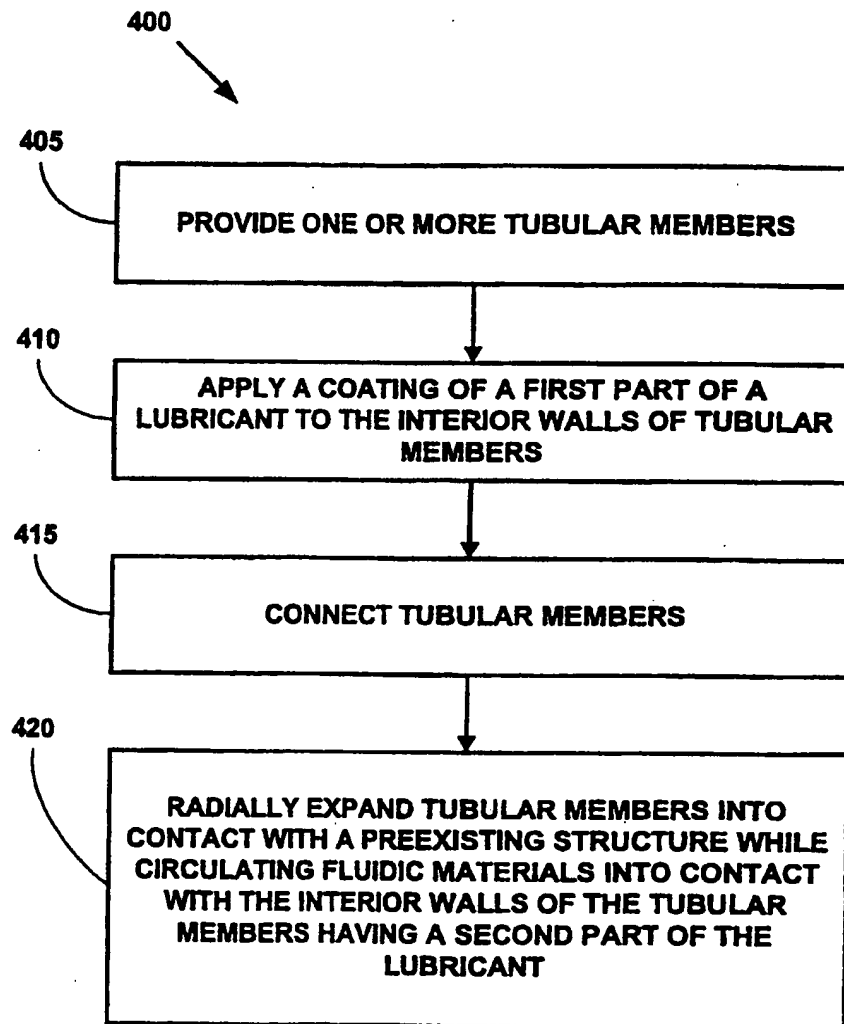 400
405
PROVIDE ONE OR MORE TUBULAR MEMBERS
410
APPLY A COATING OF A FIRST PART OF A
LUBRICANT TO THE INTERIOR WALLS OF TUBULAR
MEMBERS
415
CONNECT TUBULAR MEMBERS
420
RADIALLY EXPAND TUBULAR MEMBERS INTO
CONTACT WITH A PREEXISTING STRUCTURE WHILE
CIRCULATING FLUIDIC MATERIALS INTO CONTACT
WITH THE INTERIOR WALLS OF THE TUBULAR
MEMBERS HAVING A SECOND PART OF THE
LUBRICANT